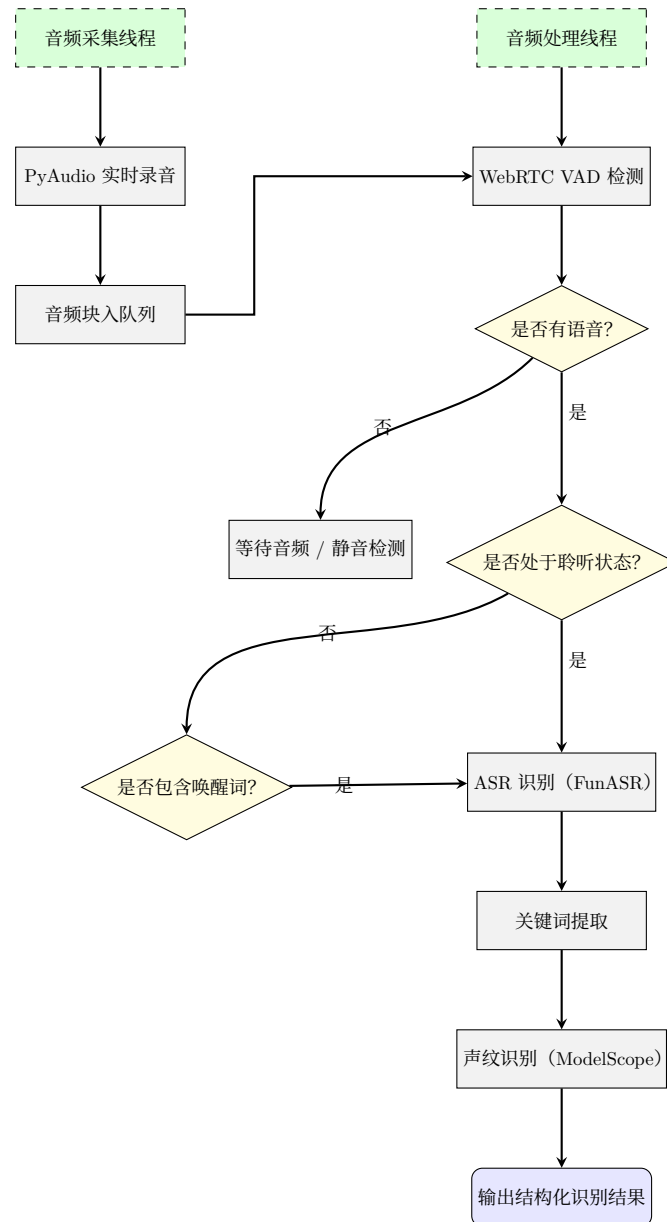 音频采集线程
音频处理线程
PyAudio 实时录音
WebRTC VAD 检测
音频块入队列
是否有语音?
否
是
等待音频 / 静音检测
是否处于聆听状态?
否
是
是否包含唤醒词?
是
ASR 识别（FunASR）
关键词提取
声纹识别（ModelScope）
输出结构化识别结果